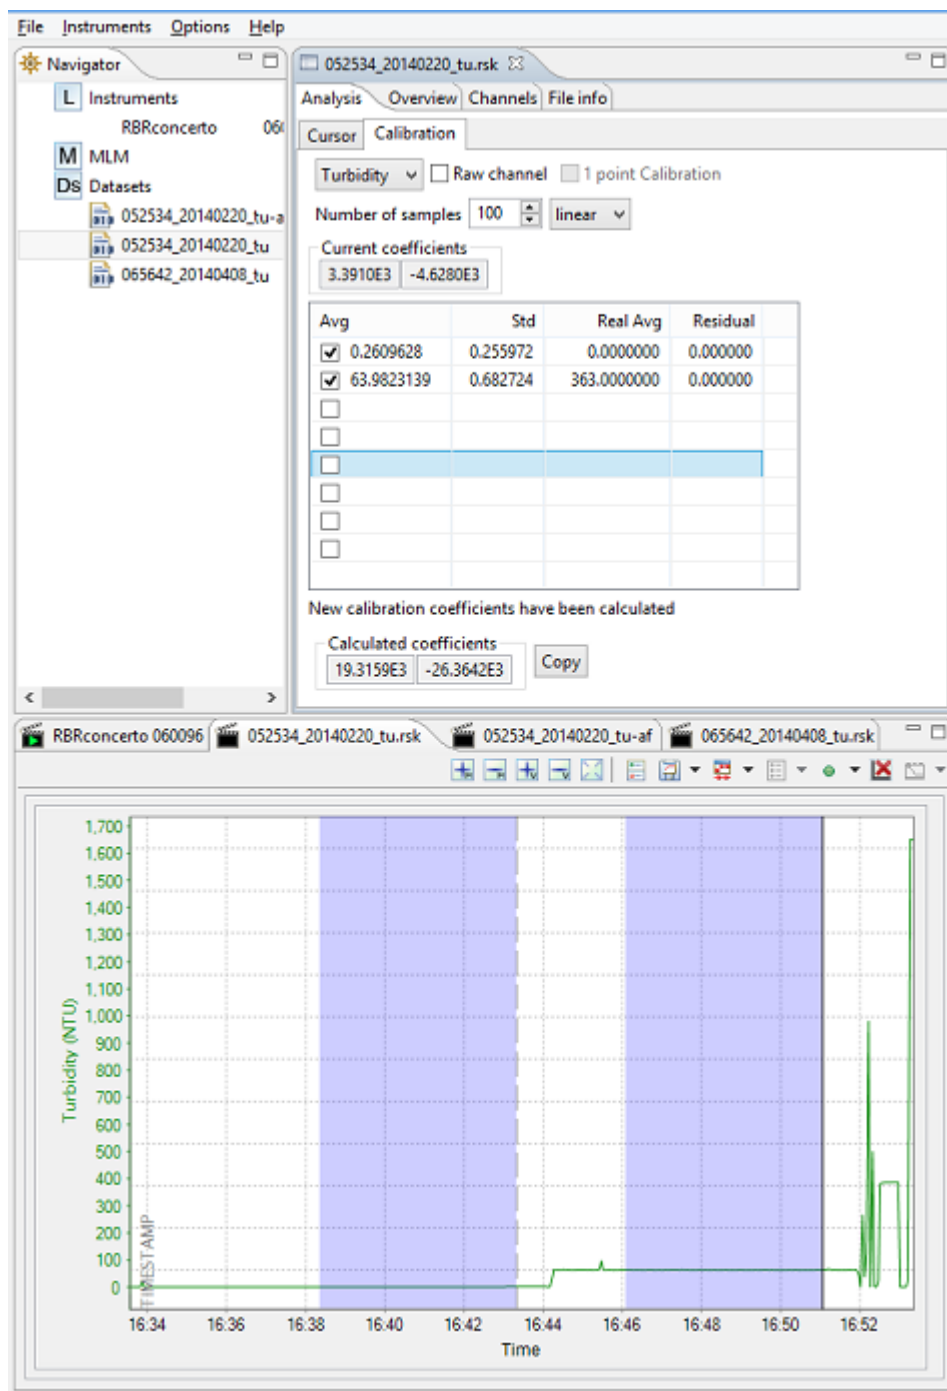 File Instruments Options Help
Navigator
L Instruments
RBRconcerto 060
M MLM
Ds Datasets
052534_20140220_tu-a
052534_20140220_tu
065642_20140408_tu
052534_20140220_tu.rsk
Analysis Overview Channels File info
Cursor Calibration
Turbidity Raw channel 1 point Calibration
Number of samples 100 linear
Current coefficients
3.3910E3 -4.6280E3
Avg Std Real Avg Residual
0.2609628 0.255972 0.0000000 0.000000
63.9823139 0.682724 363.0000000 0.000000
New calibration coefficients have been calculated
Calculated coefficients
19.3159E3 -26.3642E3 Copy
RBRconcerto 060096 052534_20140220_tu.rsk 052534_20140220_tu-af 065642_20140408_tu.rsk
1,700
1,600
1,500
1,400
1,300
1,200
1,100
1,000
900
800
700
600
500
400
300
200
100
0
Turbidity (NTU)
TIMESTAMP
16:34 16:36 16:38 16:40 16:42 16:44 16:46 16:48 16:50 16:52
Time